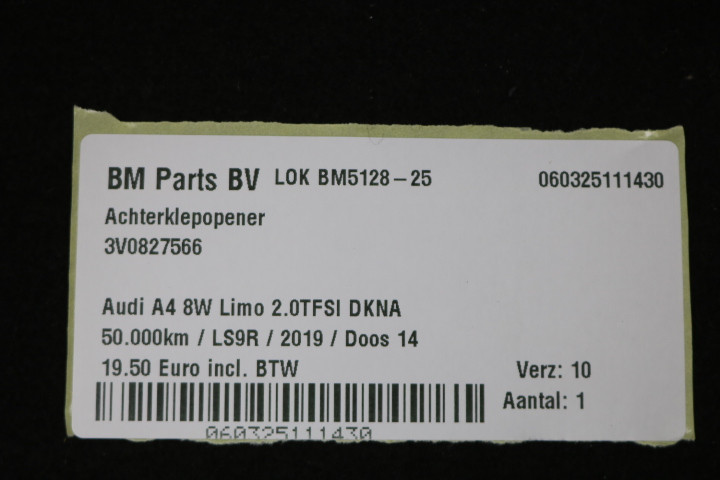 BM Parts BV LOK BM5128-25 060325111430
Achterklepopener
3V0827566
Audi A4 8W Limo 2.0TFSI DKNA
50.000km / LS9R / 2019 / Doos 14
19.50 Euro incl. BTW Verz: 10
Aantal: 1
060325111430